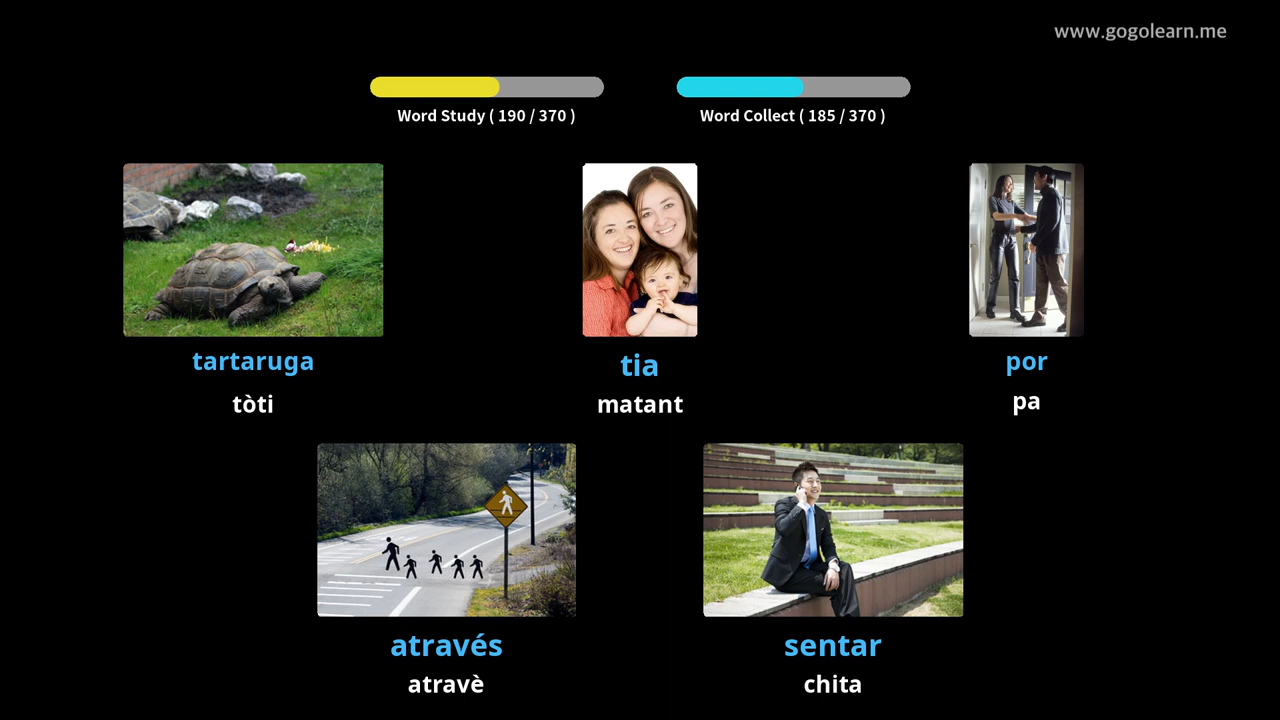 www.gogolearn.me
Word Study ( 190 / 370 )
Word Collect ( 185 / 370 )
tartaruga
tòti
tia
matant
por
pa
através
atravè
sentar
chita